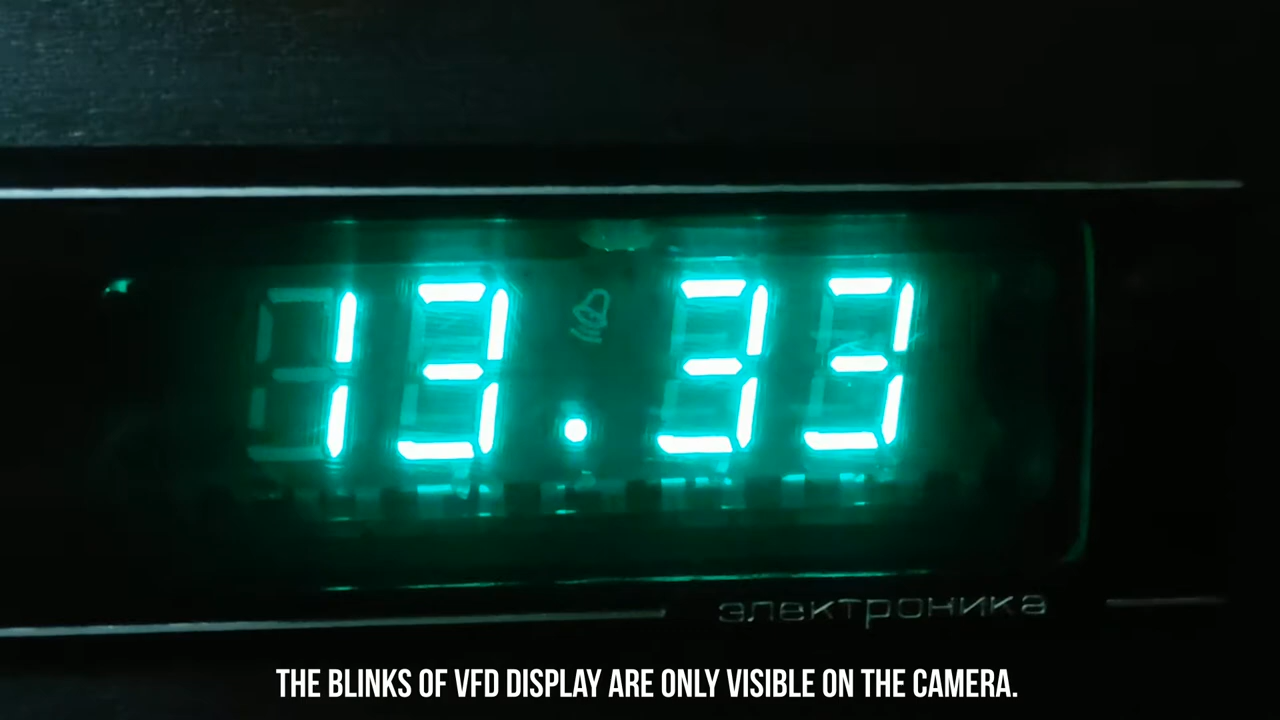 13.33
электроника
THE BLINKS OF VFD DISPLAY ARE ONLY VISIBLE ON THE CAMERA.